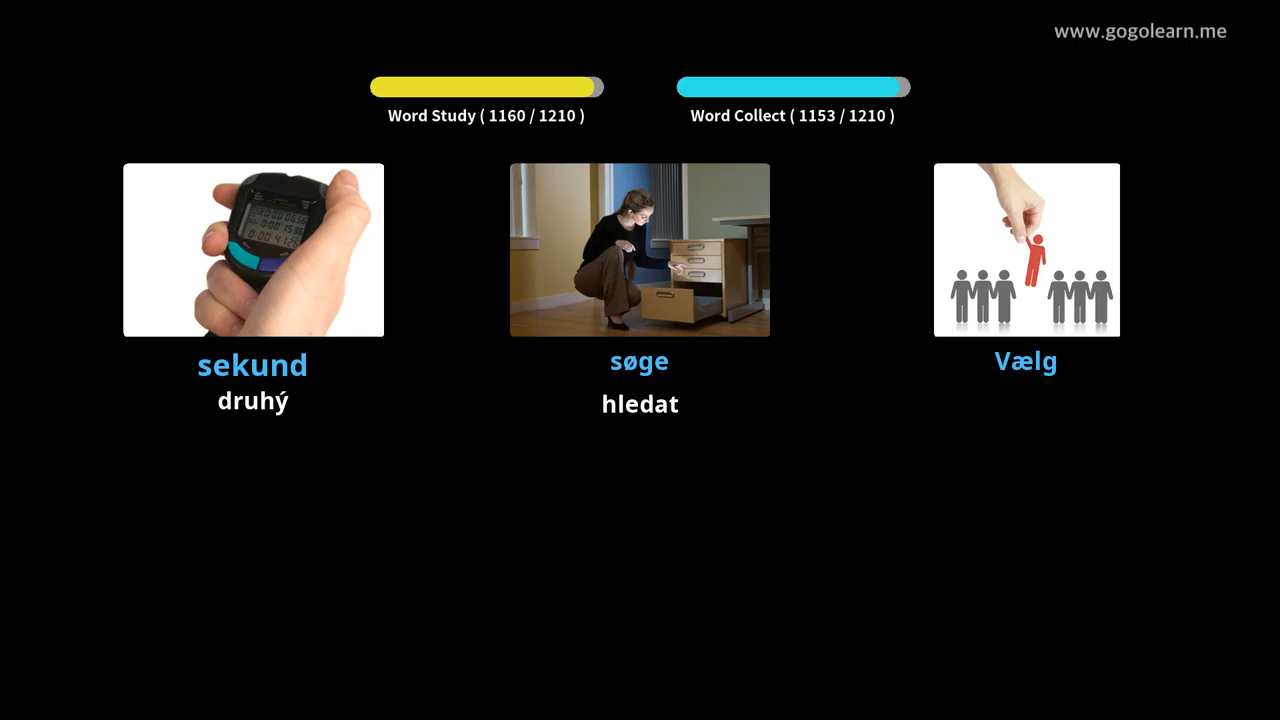 www.gogolearn.me
Word Study ( 1160 / 1210 )
Word Collect ( 1153 / 1210 )
sekund
druhý
søge
hledat
Vælg